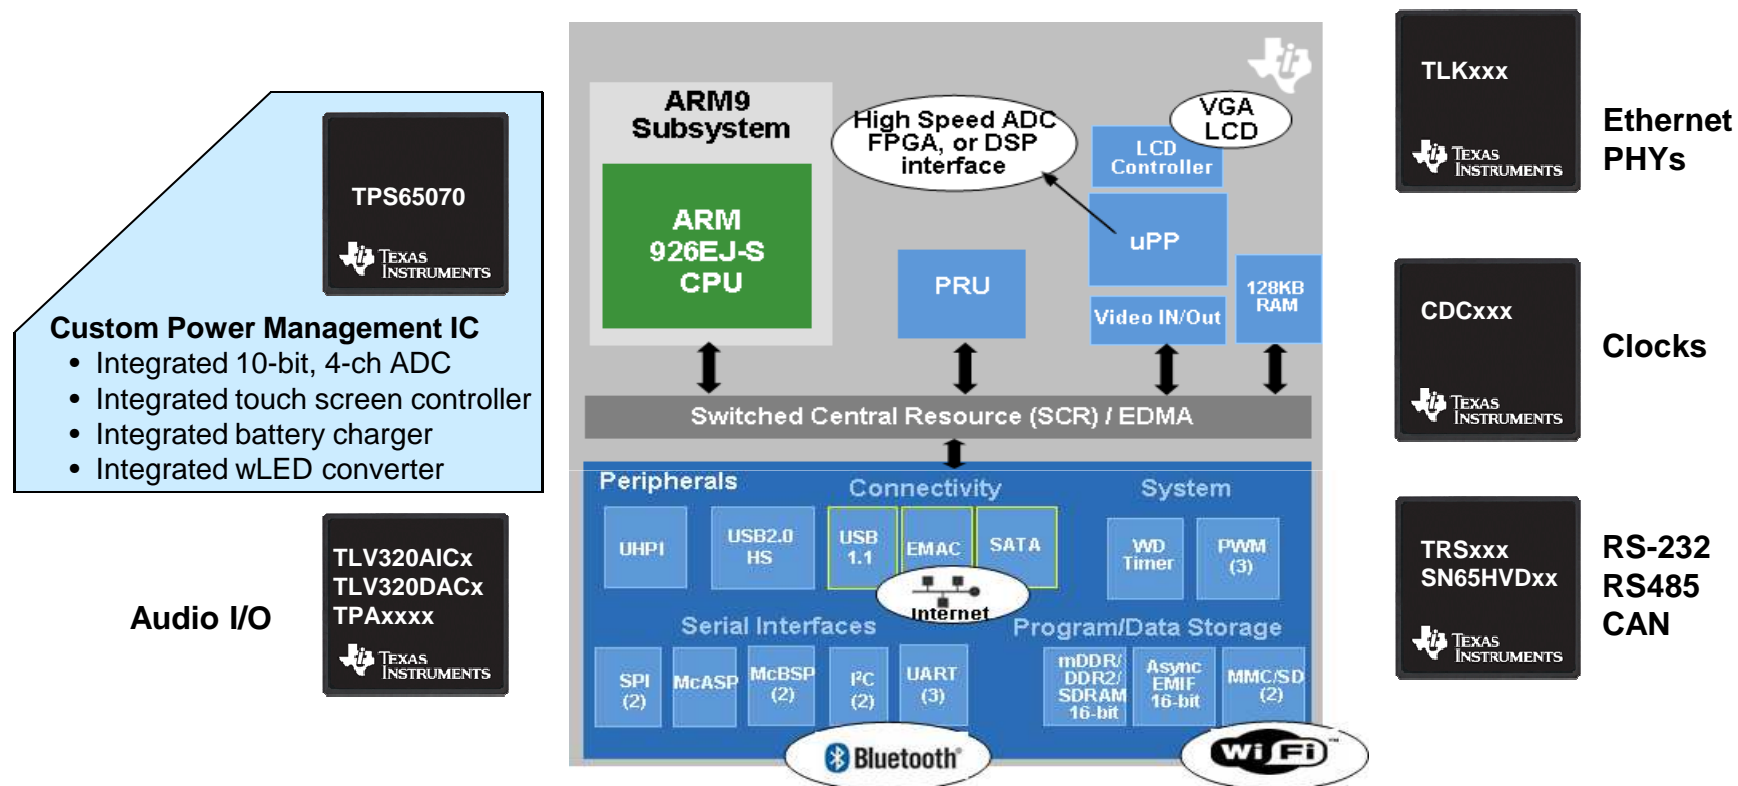 TPS65070
TEXAS
INSTRUMENTS
Custom Power Management IC
• Integrated 10-bit, 4-ch ADC
• Integrated touch screen controller
• Integrated battery charger
• Integrated wLED converter
Audio I/O
TLV320AICx
TLV320DACx
TPAxxxx
TEXAS
INSTRUMENTS
ARM9
Subsystem
ARM
926EJ-S
CPU
High Speed ADC
FPGA, or DSP
interface
VGA
LCD
LCD
Controller
uPP
PRU
Video IN/Out
128KB
RAM
Switched Central Resource (SCR) / EDMA
Peripherals
Connectivity
System
UHPI
USB2.0
HS
USB
1.1
EMAC
SATA
WD
Timer
PWM
(3)
Internet
Serial Interfaces
Program/Data Storage
SPI
(2)
McASP
McBSP
(2)
I²C
(2)
UART
(3)
mDDR/
DDR2/
SDRAM
16-bit
Async
EMIF
16-bit
MMC/SD
(2)
Bluetooth®
WiFi™
TLKxxx
TEXAS
INSTRUMENTS
Ethernet
PHYs
CDCxxx
TEXAS
INSTRUMENTS
Clocks
TRSxxx
SN65HVDxx
TEXAS
INSTRUMENTS
RS-232
RS485
CAN